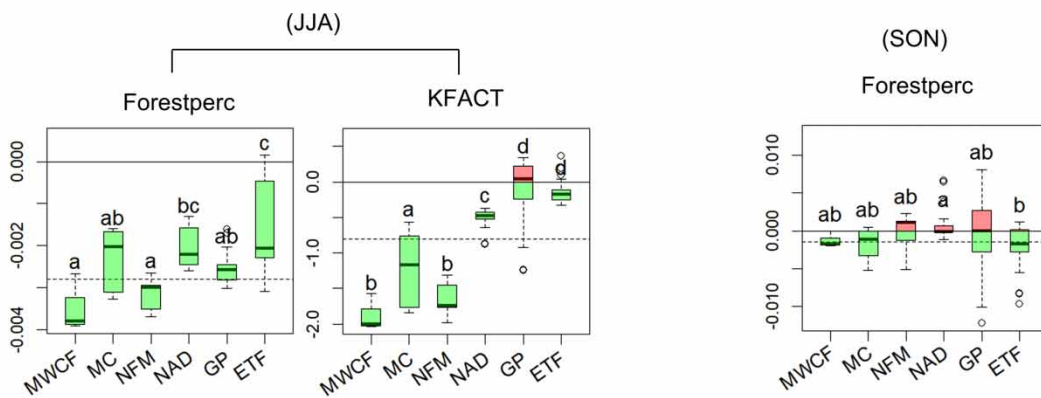 (JJA)
(SON)
Forestperc
KFACT
Forestperc
0.000
-0.002
-0.004
a
ab
a
bc
ab
c
MWCF
MC
NFM
NAD
GP
ETF
0.0
-1.0
-2.0
b
a
b
c
d
d
MWCF
MC
NFM
NAD
GP
ETF
0.010
0.000
-0.010
ab
ab
ab
a
ab
b
MWCF
MC
NFM
NAD
GP
ETF